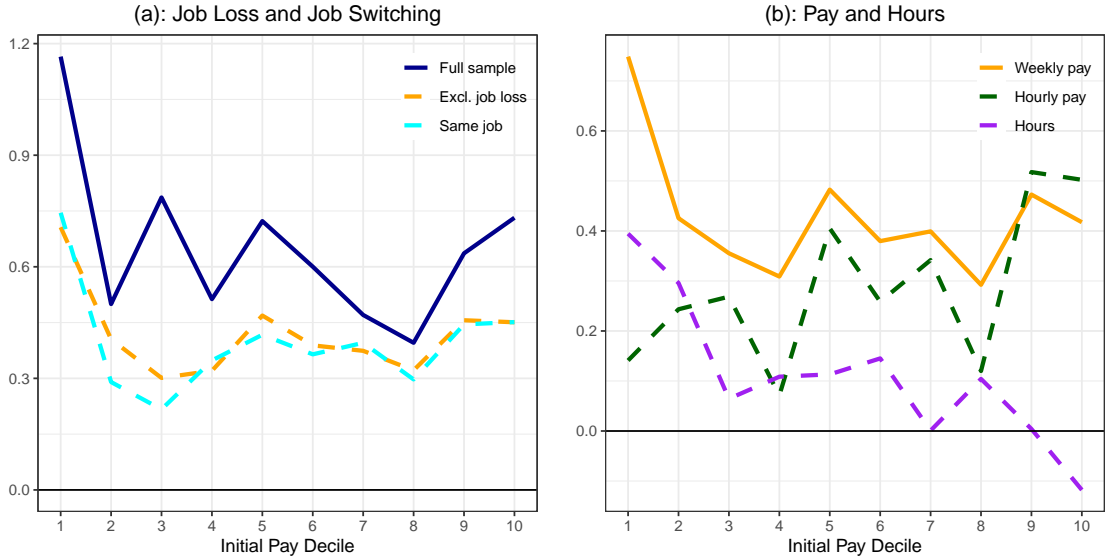 (a): Job Loss and Job Switching
1.2
0.9
0.6
0.3
0.0
Full sample
Excl. job loss
Same job
1 2 3 4 5 6 7 8 9 10
Initial Pay Decile
(b): Pay and Hours
0.6
0.4
0.2
0.0
Weekly pay
Hourly pay
Hours
1 2 3 4 5 6 7 8 9 10
Initial Pay Decile